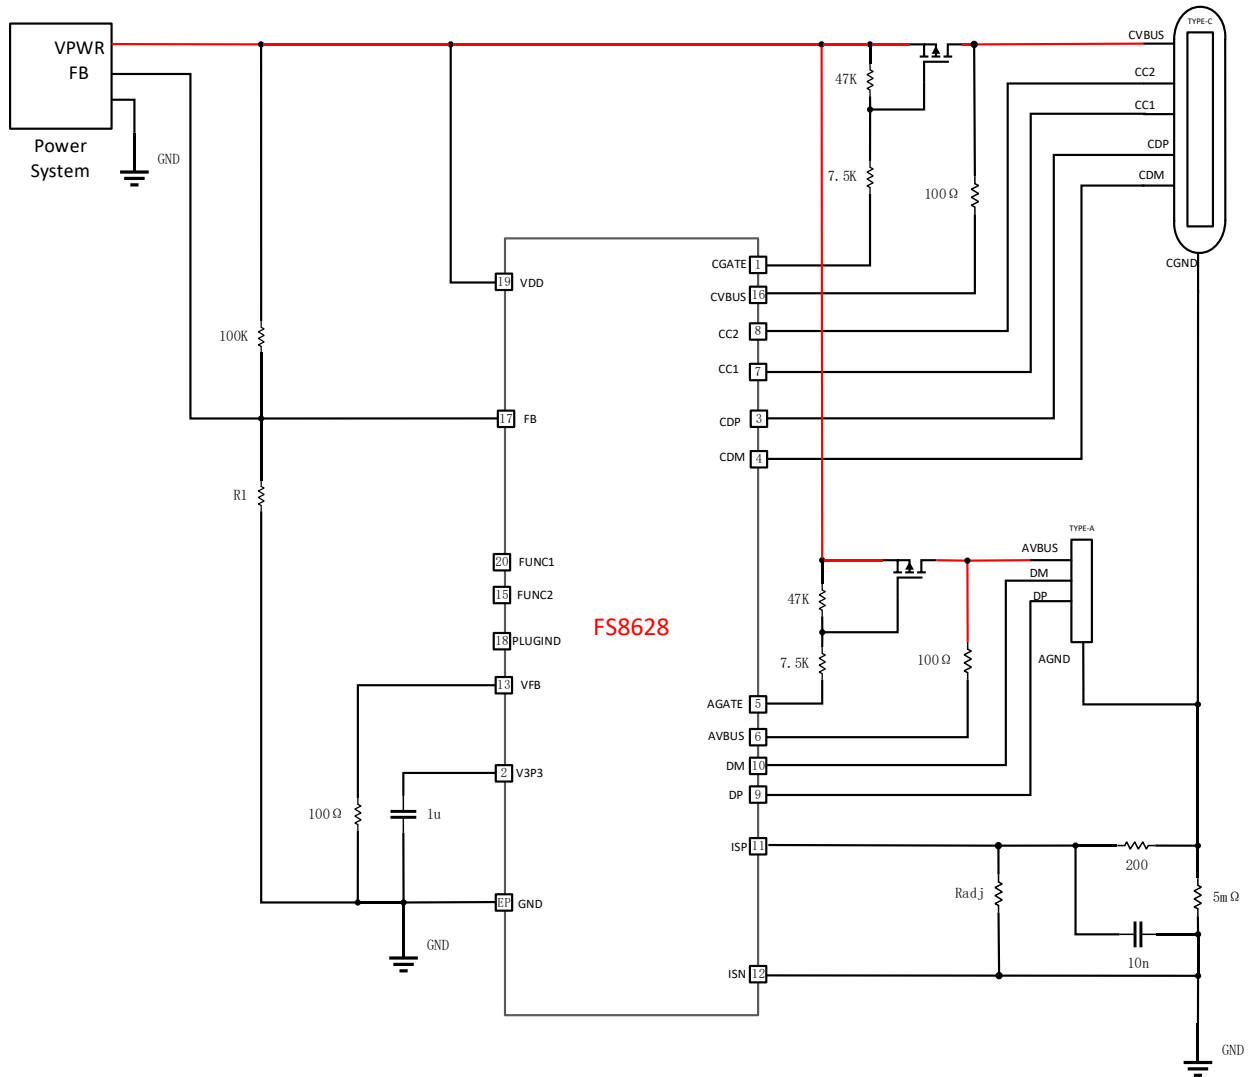 TYPE-C
VPWR
FB
Power
System
GND
CVBUS
CC2
CC1
CDP
CDM
CGND
47K
7.5K
100Ω
100K
R1
19 VDD
17 FB
20 FUNC1
15 FUNC2
18 PLUGIND
13 VFB
2 V3P3
EP GND
100Ω
1u
GND
FS8628
CGATE 1
CVBUS 16
CC2 8
CC1 7
CDP 3
CDM 4
AGATE 5
AVBUS 6
DM 10
DP 9
ISP 11
ISN 12
TYPE-A
AVBUS
DM
DP
AGND
47K
7.5K
100Ω
200
Radj
5mΩ
10n
GND